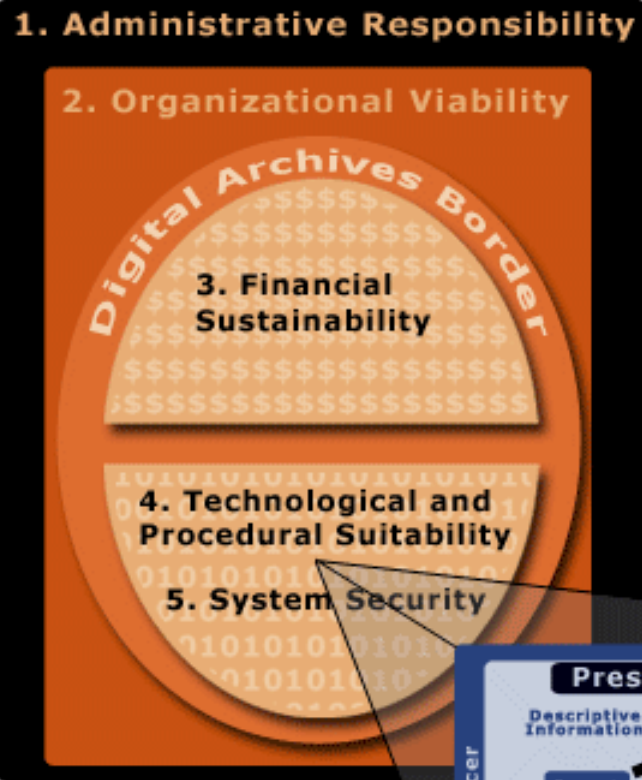 1. Administrative Responsibility
2. Organizational Viability
Digital Archives Border
3. Financial
Sustainability
4. Technological and
Procedural Suitability
5. System Security
Descriptive
Information